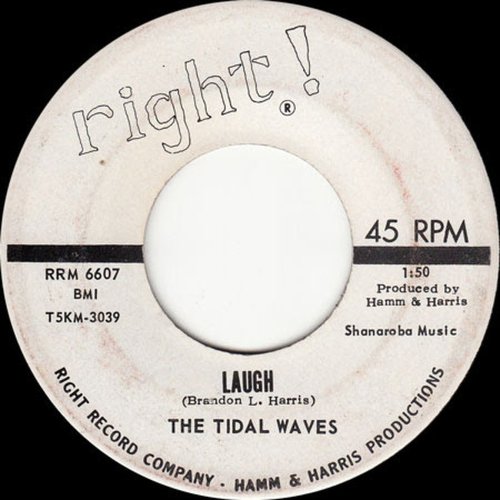 right!
®
45 RPM
RRM 6607
BMI
T5KM-3039
1:50
Produced by
Hamm & Harris
Shanaroba Music
LAUGH
(Brandon L. Harris)
THE TIDAL WAVES
RIGHT RECORD COMPANY - HAMM & HARRIS PRODUCTIONS